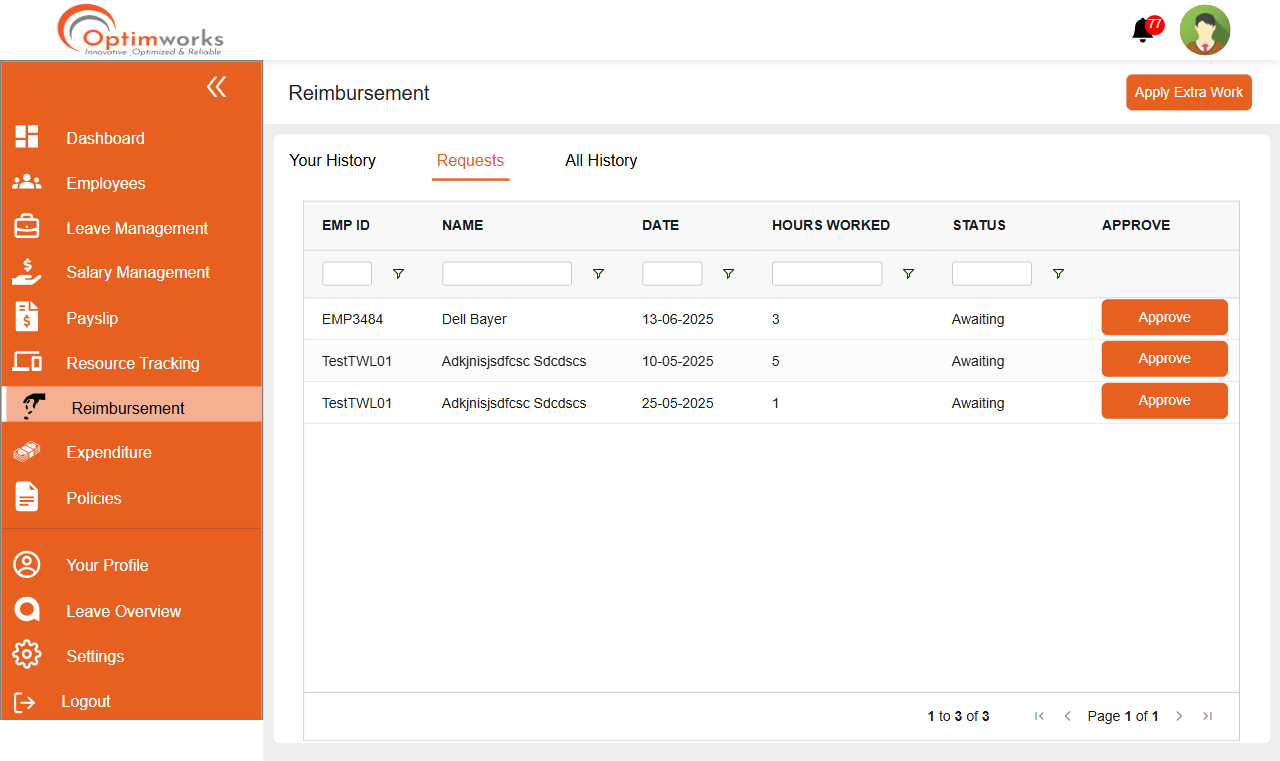 Optimworks
Innovative ,Optimized & Reliable
77
Dashboard
Employees
Leave Management
Salary Management
Payslip
Resource Tracking
Reimbursement
Expenditure
Policies
Your Profile
Leave Overview
Settings
Logout
Reimbursement
Apply Extra Work
Your History Requests All History
EMP ID NAME DATE HOURS WORKED STATUS APPROVE
EMP3484 Dell Bayer 13-06-2025 3 Awaiting Approve
TestTWL01 Adkjnisjsdfcsc Sdcdscs 10-05-2025 5 Awaiting Approve
TestTWL01 Adkjnisjsdfcsc Sdcdscs 25-05-2025 1 Awaiting Approve
1 to 3 of 3 Page 1 of 1